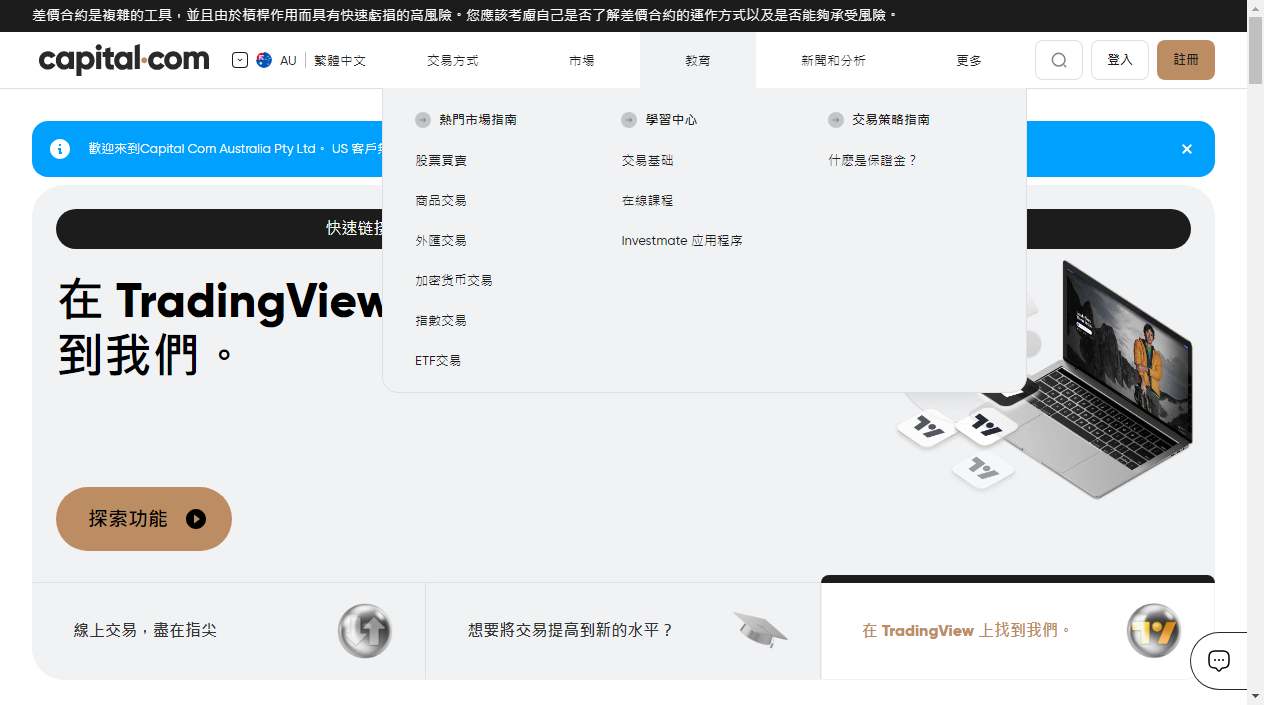 差價合約是複雜的工具，並且由於槓桿作用而具有快速虧損的高風險。您應該考慮自己是否了解差價合約的運作方式以及是否能夠承受風險。
capital.com
AU
繁體中文
交易方式
市場
教育
新聞和分析
更多
登入
註冊
熱門市場指南
股票買賣
商品交易
外匯交易
加密货币交易
指數交易
ETF交易
學習中心
交易基础
在線課程
Investmate 应用程序
交易策略指南
什麼是保證金？
歡迎來到Capital Com Australia Pty Ltd。 US 客戶
快速链接
在 TradingView
到我們。
探索功能
線上交易，盡在指尖
想要將交易提高到新的水平？
在 TradingView 上找到我們。